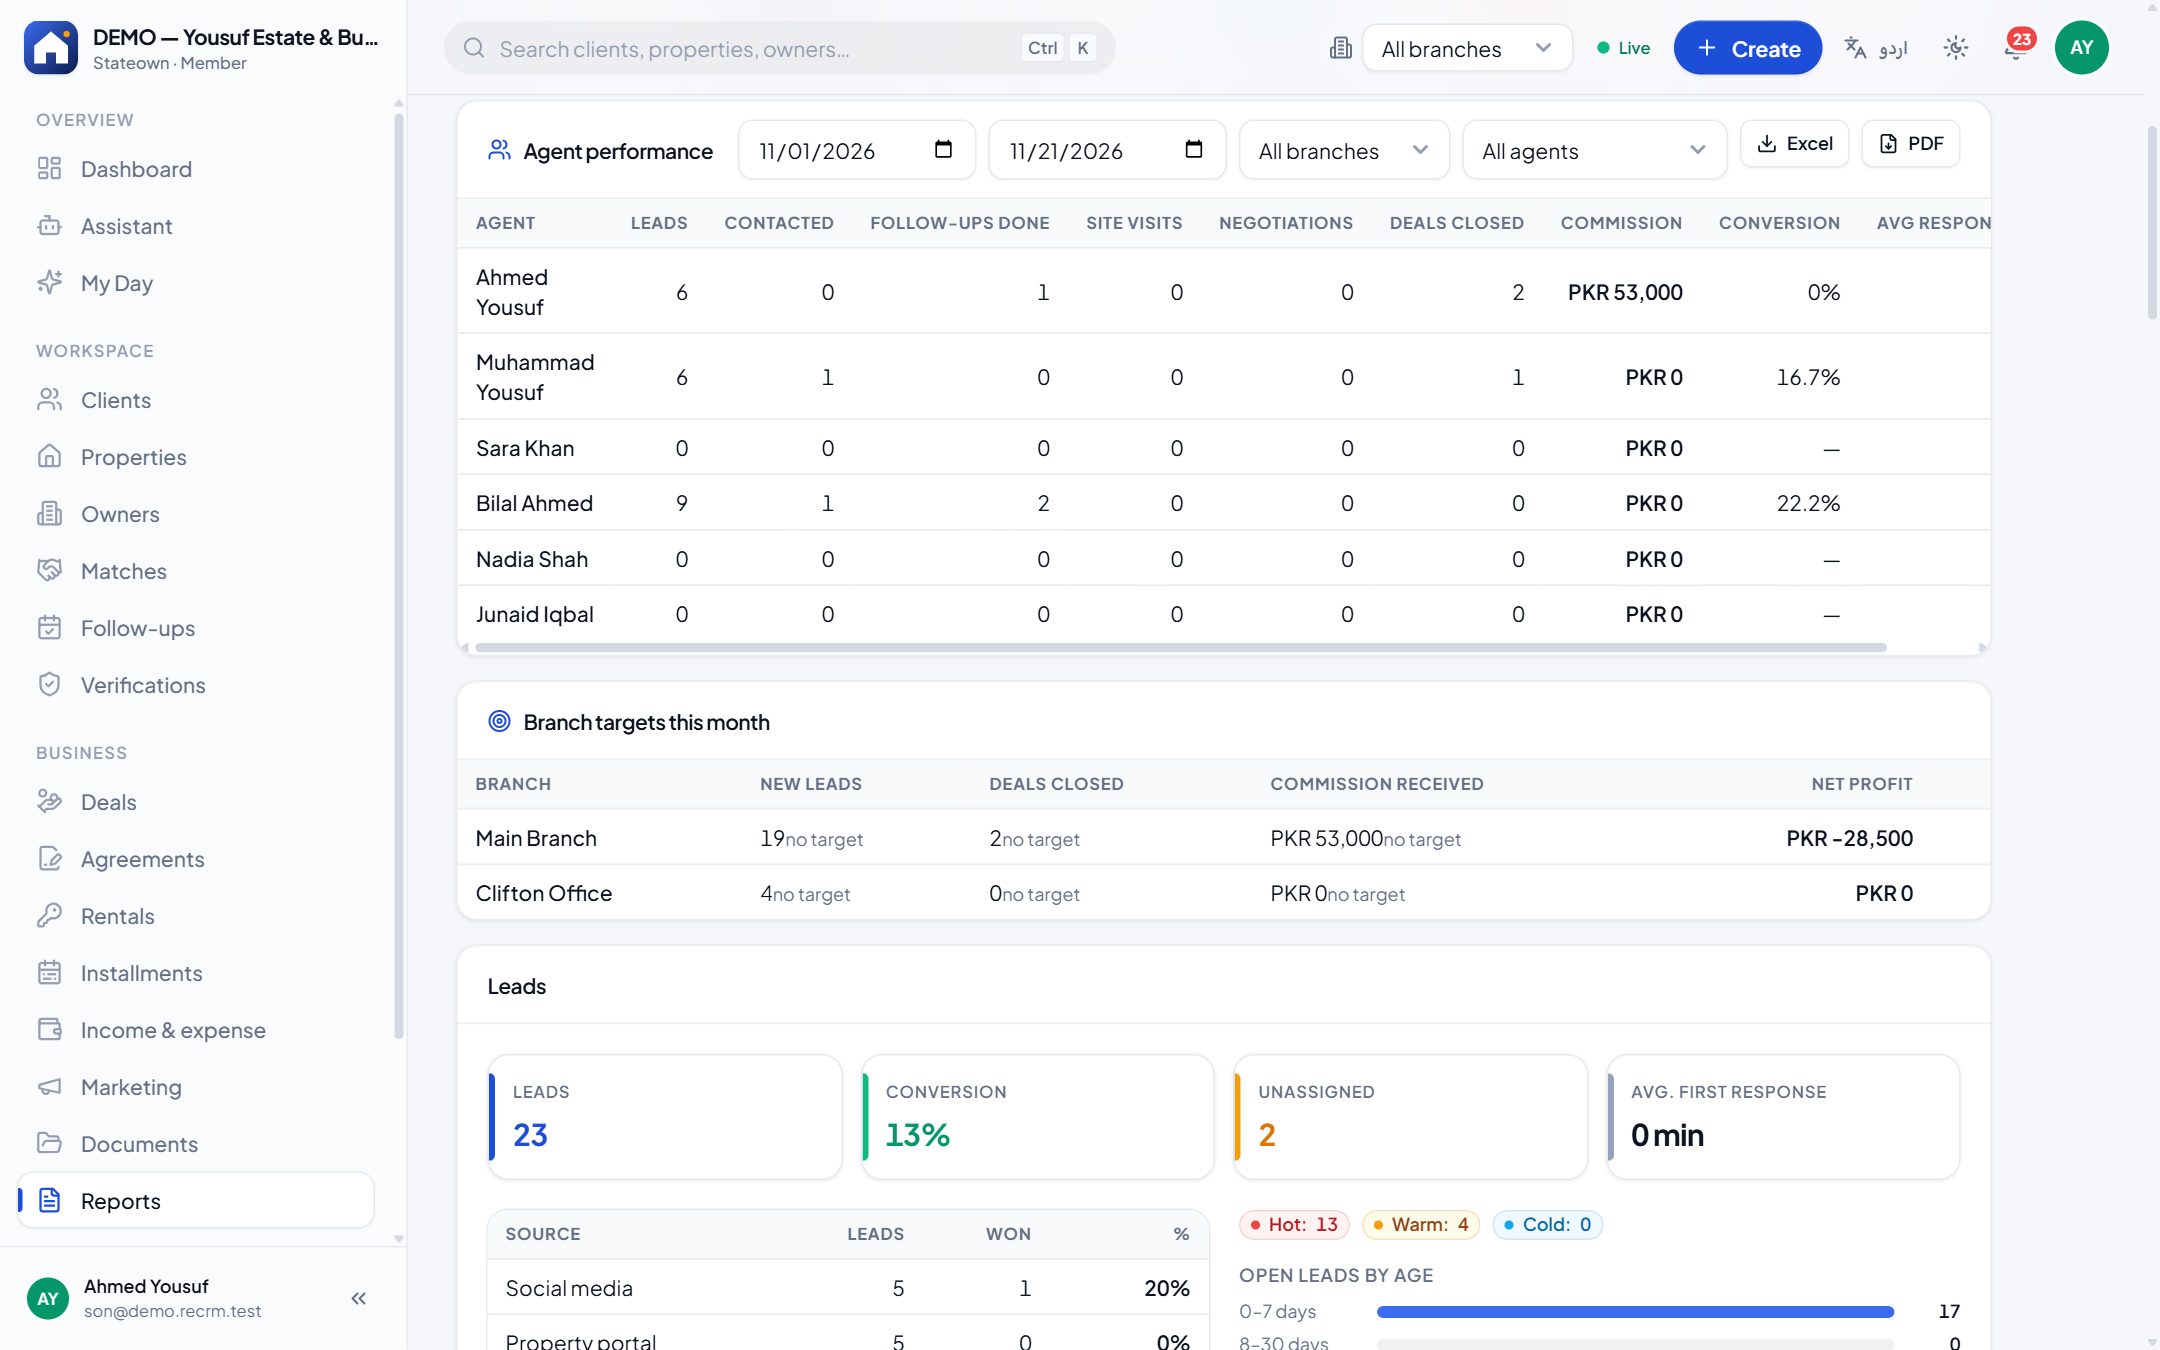 DEMO — Yousuf Estate & Bu...
Stateown · Member
Search clients, properties, owners...
Ctrl K
All branches
Live
Create
اردو
23
AY
OVERVIEW
Dashboard
Assistant
My Day
WORKSPACE
Clients
Properties
Owners
Matches
Follow-ups
Verifications
BUSINESS
Deals
Agreements
Rentals
Installments
Income & expense
Marketing
Documents
Reports
AY
Ahmed Yousuf
son@demo.recrm.test
Agent performance 11/01/2026 11/21/2026 All branches All agents Excel PDF
AGENT LEADS CONTACTED FOLLOW-UPS DONE SITE VISITS NEGOTIATIONS DEALS CLOSED COMMISSION CONVERSION AVG RESPON
Ahmed Yousuf 6 0 1 0 0 2 PKR 53,000 0%
Muhammad Yousuf 6 1 0 0 0 1 PKR 0 16.7%
Sara Khan 0 0 0 0 0 0 PKR 0 —
Bilal Ahmed 9 1 2 0 0 0 PKR 0 22.2%
Nadia Shah 0 0 0 0 0 0 PKR 0 —
Junaid Iqbal 0 0 0 0 0 0 PKR 0 —
Branch targets this month
BRANCH NEW LEADS DEALS CLOSED COMMISSION RECEIVED NET PROFIT
Main Branch 19no target 2no target PKR 53,000no target PKR -28,500
Clifton Office 4no target 0no target PKR 0no target PKR 0
Leads
LEADS
23
CONVERSION
13%
UNASSIGNED
2
AVG. FIRST RESPONSE
0 min
SOURCE LEADS WON %
Social media 5 1 20%
Property portal 5 0 0%
Hot: 13 Warm: 4 Cold: 0
OPEN LEADS BY AGE
0-7 days 17
8-30 days 0